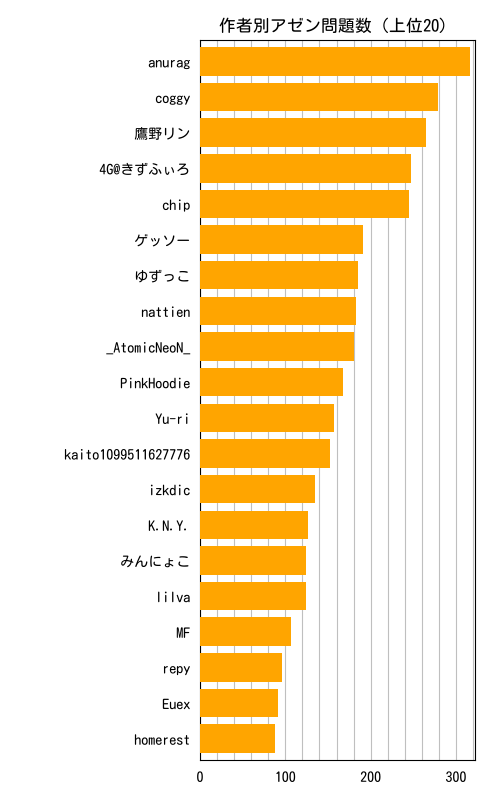 作者別アゼン問題数 (上位20)
anurag
coggy
鷹野リン
4G@きずふぃろ
chip
ゲッソー
ゆずっこ
nattien
_AtomicNeoN_
PinkHoodie
Yu-ri
kaito1099511627776
izkdic
K.N.Y.
みんにょこ
lilva
MF
repy
Euex
homerest
0 100 200 300